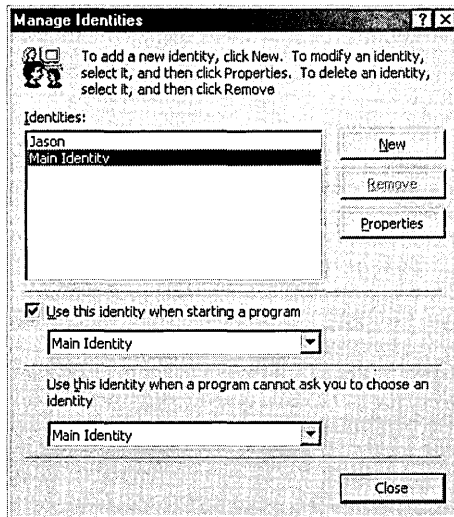 Manage Identities
To add a new identity, click New. To modify an identity,
select it, and then click Properties. To delete an identity,
select it, and then click Remove
Identities:
Jason
Main Identity
New
Remove
Properties
Use this identity when starting a program
Main Identity
Use this identity when a program cannot ask you to choose an
identity
Main Identity
Close